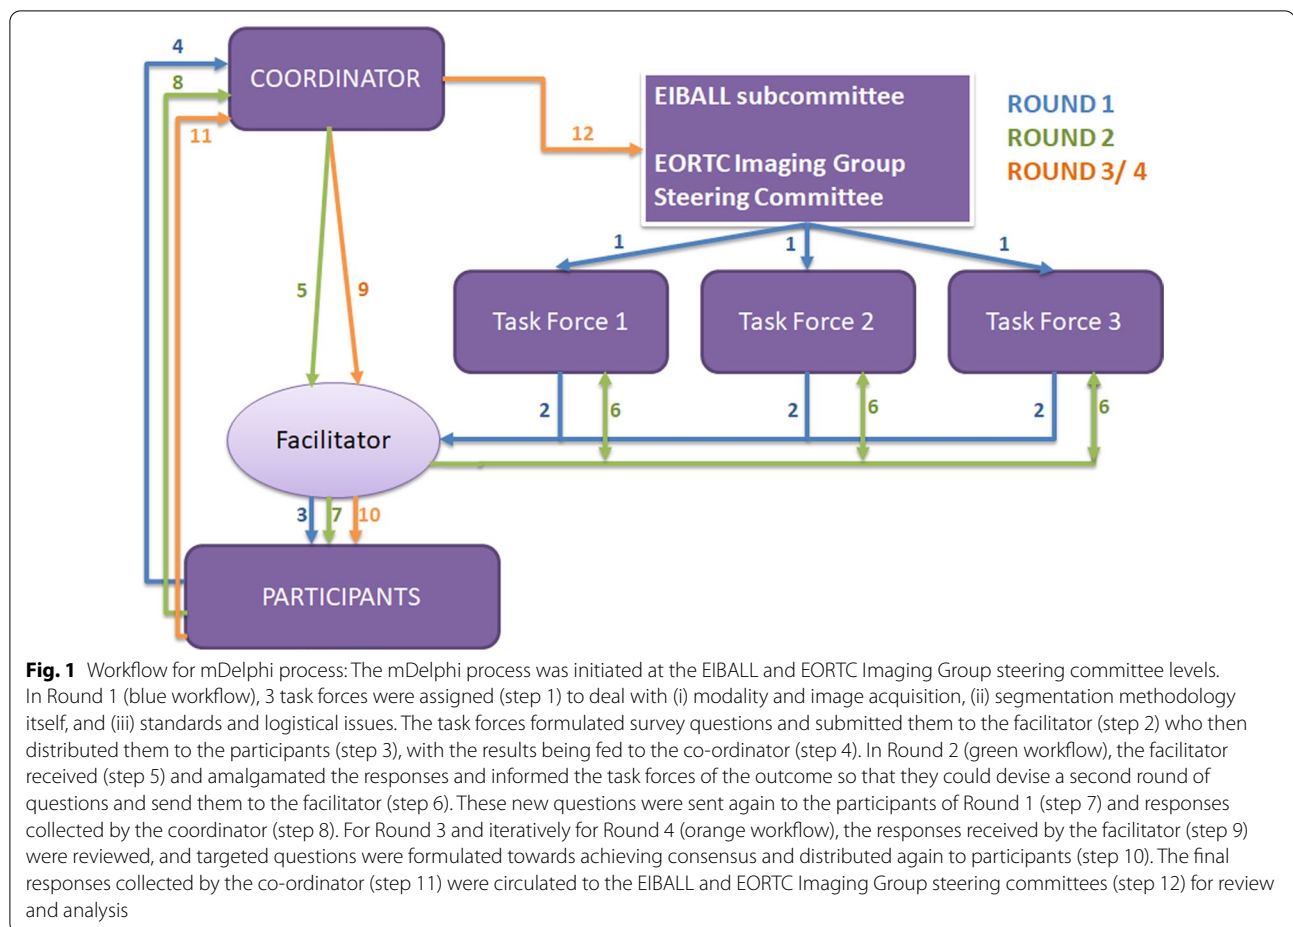 4
COORDINATOR
8
11
12
EIBALL subcommittee
EORTC Imaging Group
Steering Committee
ROUND 1
ROUND 2
ROUND 3/ 4
1
1
1
5
9
Task Force 1
Task Force 2
Task Force 3
2
6
2
6
2
6
Facilitator
3
7
10
PARTICIPANTS
Fig. 1 Workflow for mDelphi process: The mDelphi process was initiated at the EIBALL and EORTC Imaging Group steering committee levels.
In Round 1 (blue workflow), 3 task forces were assigned (step 1) to deal with (i) modality and image acquisition, (ii) segmentation methodology
itself, and (iii) standards and logistical issues. The task forces formulated survey questions and submitted them to the facilitator (step 2) who then
distributed them to the participants (step 3), with the results being fed to the co-ordinator (step 4). In Round 2 (green workflow), the facilitator
received (step 5) and amalgamated the responses and informed the task forces of the outcome so that they could devise a second round of
questions and send them to the facilitator (step 6). These new questions were sent again to the participants of Round 1 (step 7) and responses
collected by the coordinator (step 8). For Round 3 and iteratively for Round 4 (orange workflow), the responses received by the facilitator (step 9)
were reviewed, and targeted questions were formulated towards achieving consensus and distributed again to participants (step 10). The final
responses collected by the co-ordinator (step 11) were circulated to the EIBALL and EORTC Imaging Group steering committees (step 12) for review
and analysis